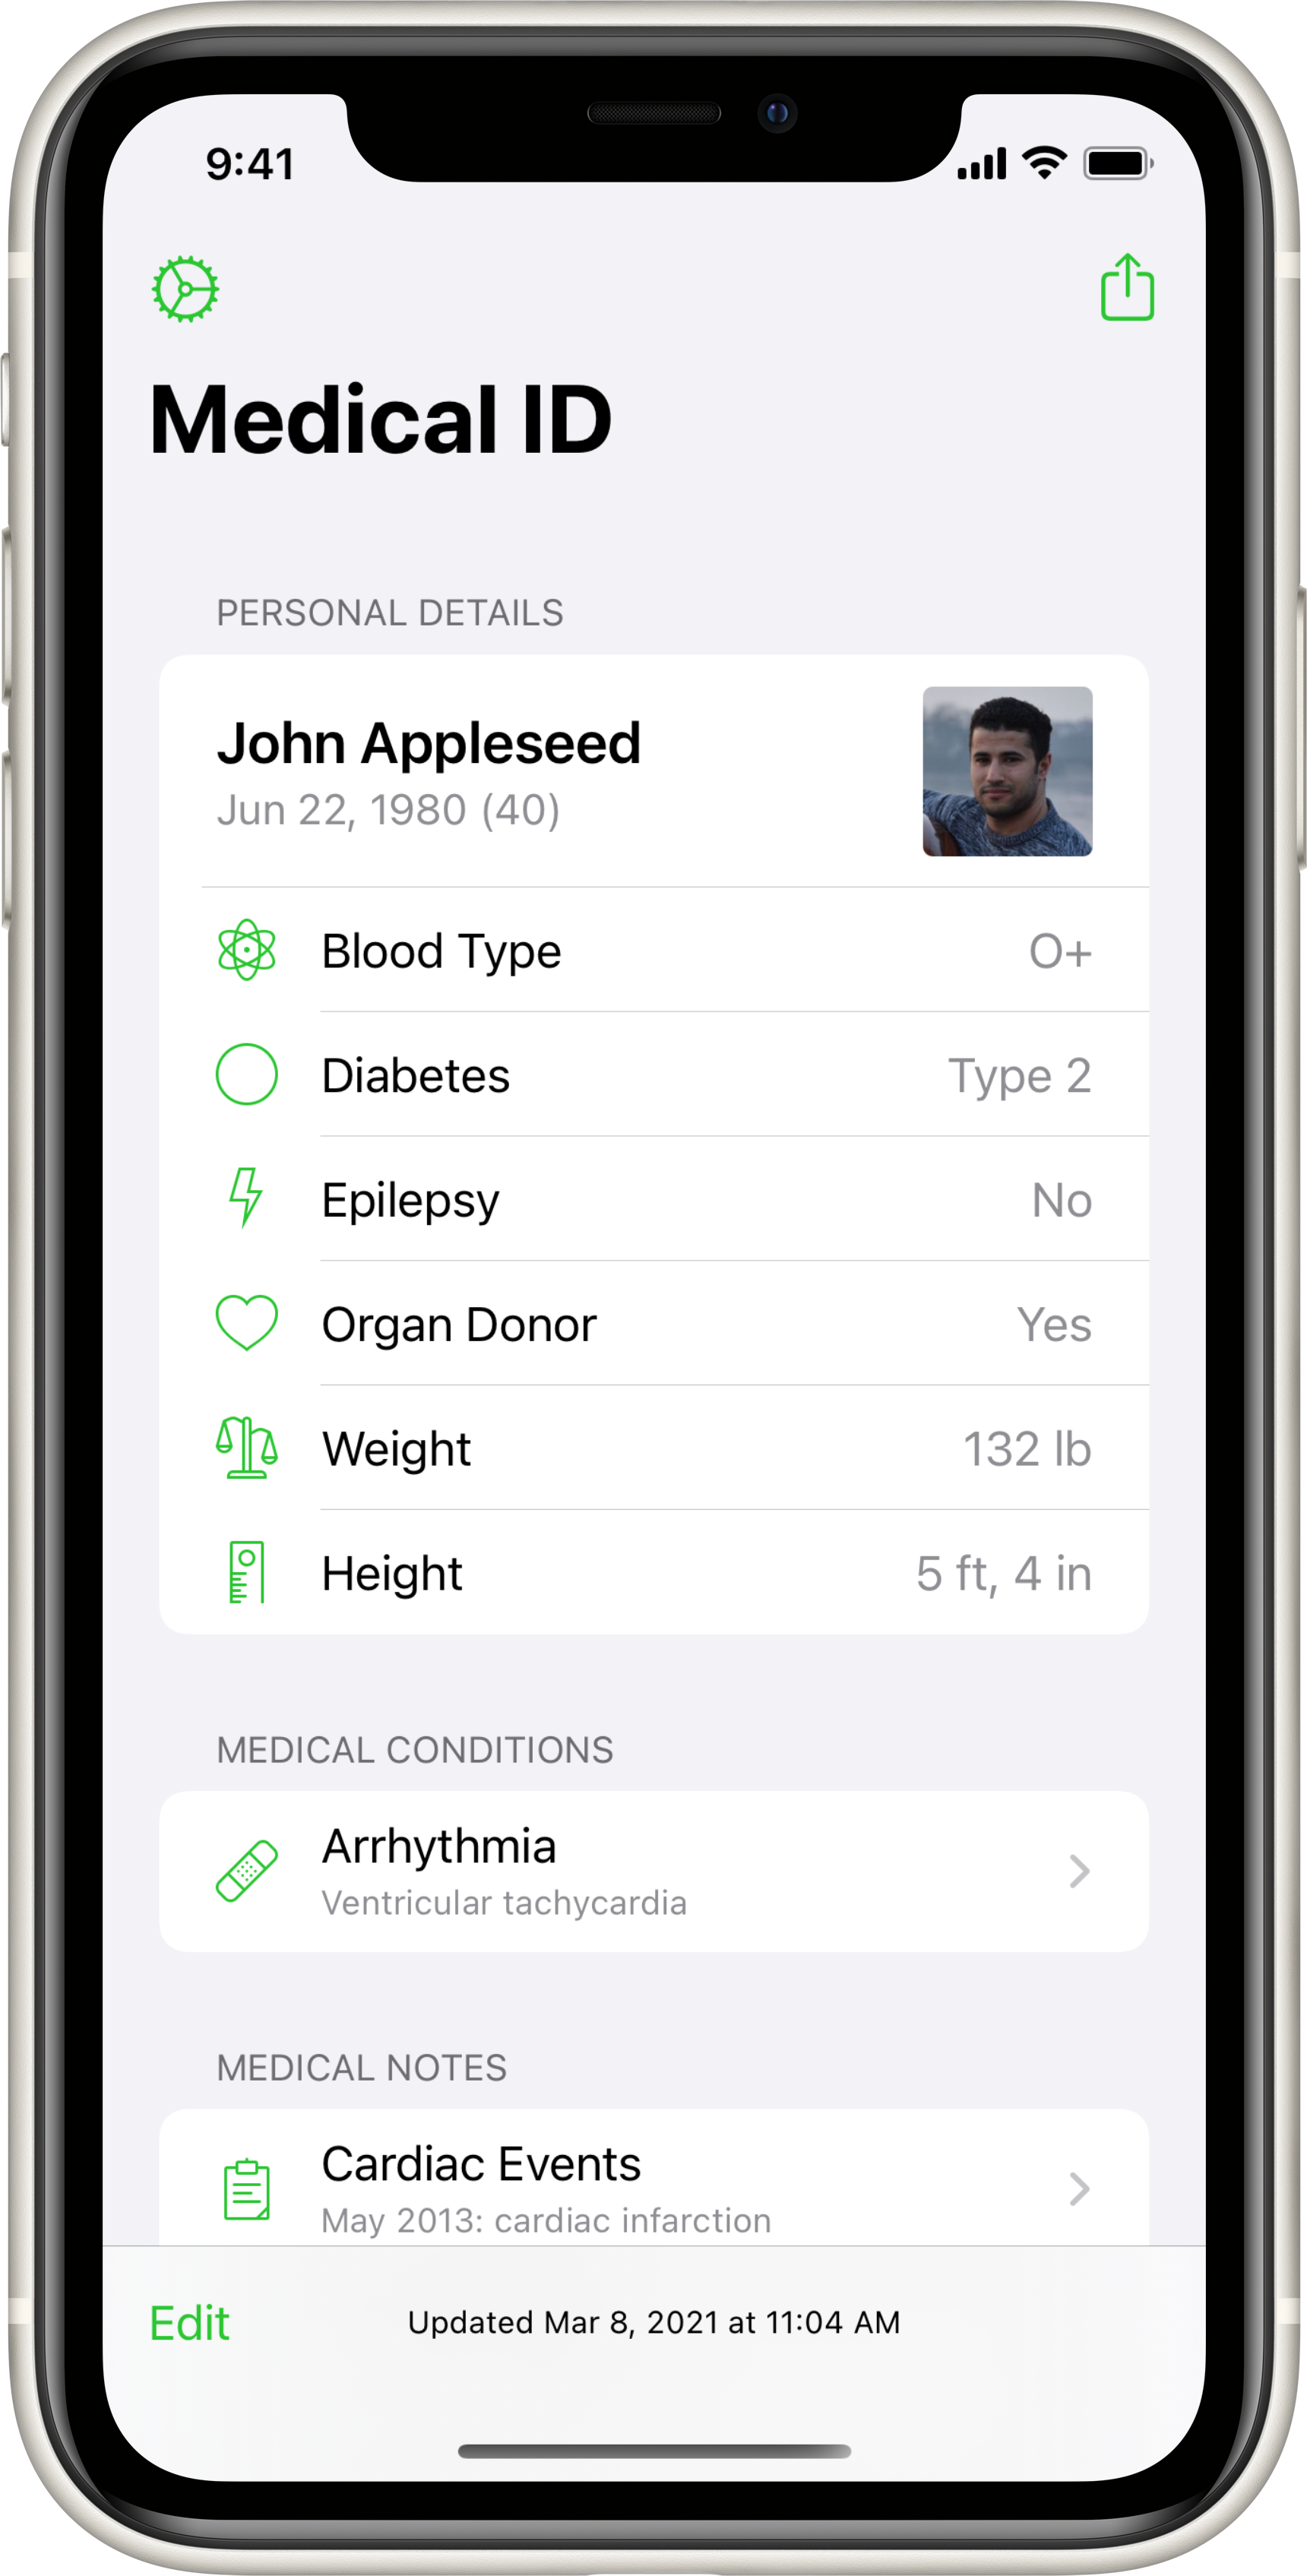 9:41
Medical ID
PERSONAL DETAILS
John Appleseed
Jun 22, 1980 (40)
Blood Type O+
Diabetes Type 2
Epilepsy No
Organ Donor Yes
Weight 132 lb
Height 5 ft, 4 in
MEDICAL CONDITIONS
Arrhythmia
Ventricular tachycardia
MEDICAL NOTES
Cardiac Events
May 2013: cardiac infarction
Edit Updated Mar 8, 2021 at 11:04 AM